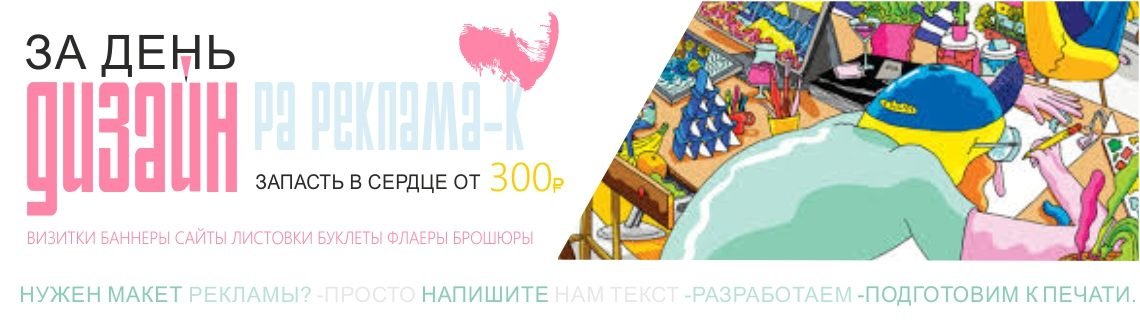 ЗА ДЕНЬ
ДИЗАЙН РА РЕКЛАМА-К
ЗАПАСТЬ В СЕРДЦЕ ОТ 300₽
ВИЗИТКИ БАННЕРЫ САЙТЫ ЛИСТОВКИ БУКЛЕТЫ ФЛАЕРЫ БРОШЮРЫ
НУЖЕН МАКЕТ РЕКЛАМЫ? -ПРОСТО НАПИШИТЕ НАМ ТЕКСТ -РАЗРАБОТАЕМ -ПОДГОТОВИМ К ПЕЧАТИ.